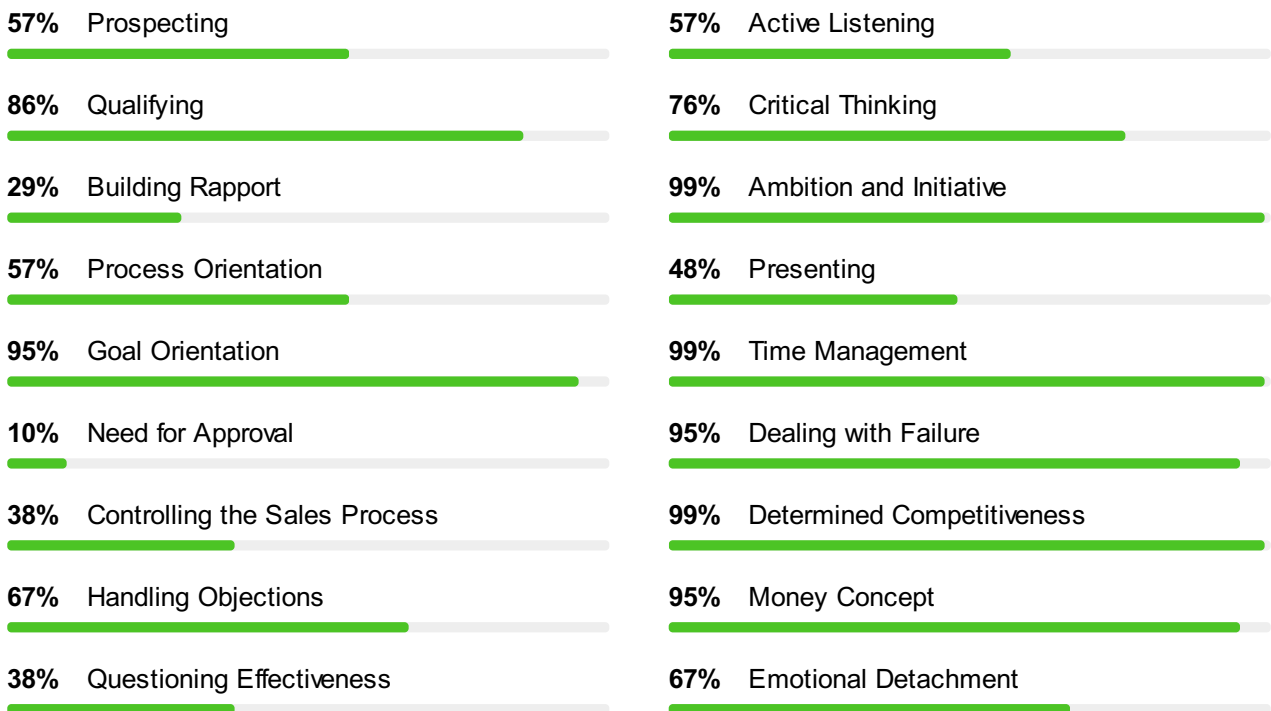 57% Prospecting
57% Active Listening
86% Qualifying
76% Critical Thinking
29% Building Rapport
99% Ambition and Initiative
57% Process Orientation
48% Presenting
95% Goal Orientation
99% Time Management
10% Need for Approval
95% Dealing with Failure
38% Controlling the Sales Process
99% Determined Competitiveness
67% Handling Objections
95% Money Concept
38% Questioning Effectiveness
67% Emotional Detachment